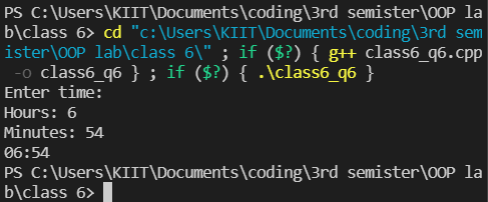 PS C:\Users\KIIT\Documents\coding\3rd semister\OOP la
b\class 6> cd "c:\Users\KIIT\Documents\coding\3rd sem
ister\OOP lab\class 6\" ; if ($?) { g++ class6_q6.cpp
 -o class6_q6 } ; if ($?) { .\class6_q6 }
Enter time:
Hours: 6
Minutes: 54
06:54
PS C:\Users\KIIT\Documents\coding\3rd semister\OOP la
b\class 6>